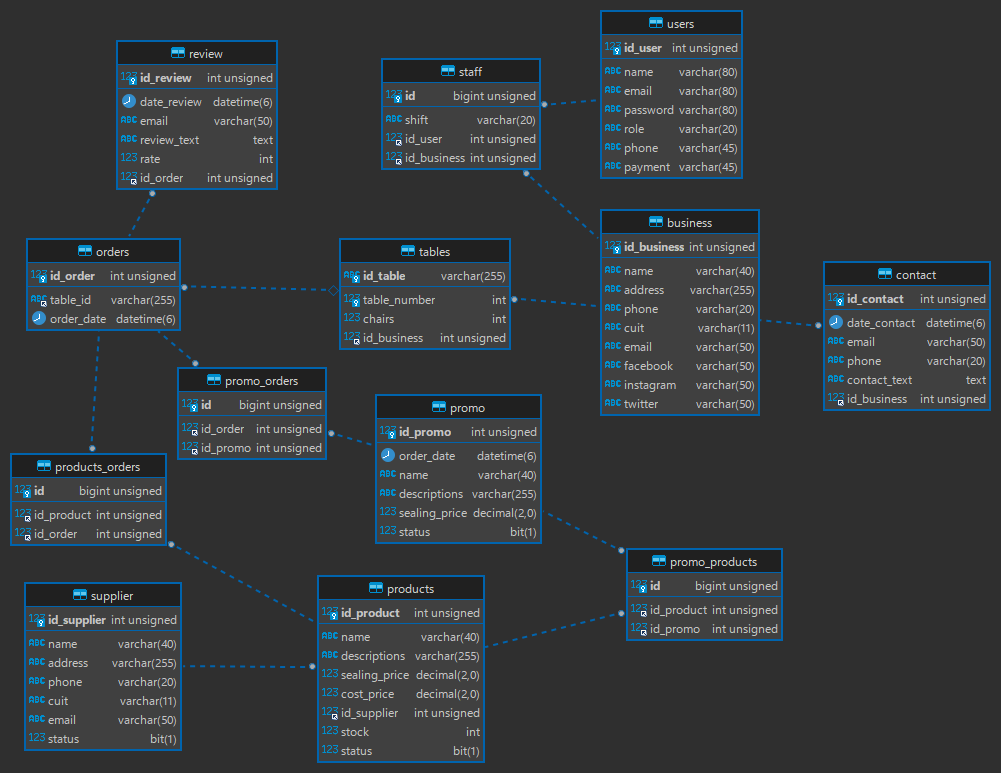 review
id_review int unsigned
date_review datetime(6)
email varchar(50)
review_text text
rate int
id_order int unsigned
staff
id bigint unsigned
shift varchar(20)
id_user int unsigned
id_business int unsigned
users
id_user int unsigned
name varchar(80)
email varchar(80)
password varchar(80)
role varchar(20)
phone varchar(45)
payment varchar(45)
orders
id_order int unsigned
table_id varchar(255)
order_date datetime(6)
tables
id_table varchar(255)
table_number int
chairs int
id_business int unsigned
business
id_business int unsigned
name varchar(40)
address varchar(255)
phone varchar(20)
cuit varchar(11)
email varchar(50)
facebook varchar(50)
instagram varchar(50)
twitter varchar(50)
contact
id_contact int unsigned
date_contact datetime(6)
email varchar(50)
phone varchar(20)
contact_text text
id_business int unsigned
promo_orders
id bigint unsigned
id_order int unsigned
id_promo int unsigned
promo
id_promo int unsigned
order_date datetime(6)
name varchar(40)
descriptions varchar(255)
sealing_price decimal(2,0)
status bit(1)
products_orders
id bigint unsigned
id_product int unsigned
id_order int unsigned
promo_products
id bigint unsigned
id_product int unsigned
id_promo int unsigned
supplier
id_supplier int unsigned
name varchar(40)
address varchar(255)
phone varchar(20)
cuit varchar(11)
email varchar(50)
status bit(1)
products
id_product int unsigned
name varchar(40)
descriptions varchar(255)
sealing_price decimal(2,0)
cost_price decimal(2,0)
id_supplier int unsigned
stock int
status bit(1)